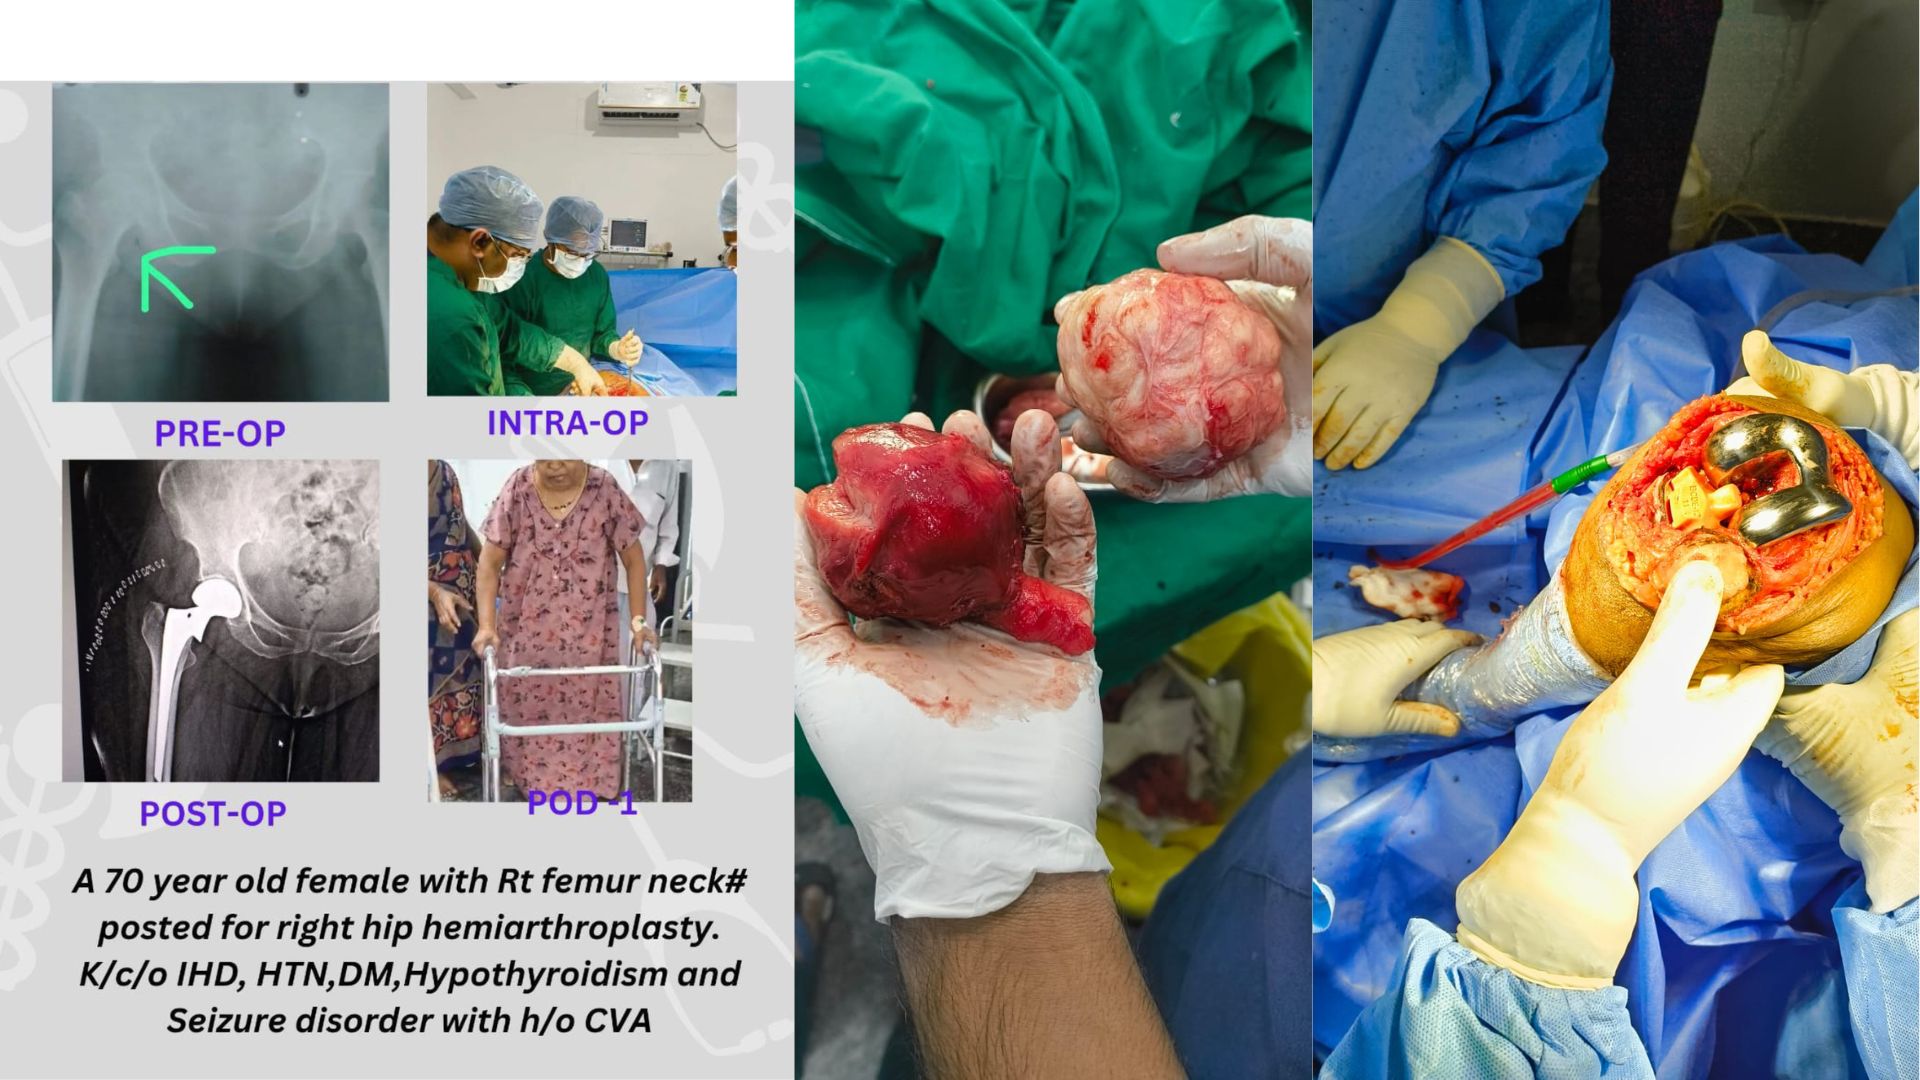 PRE-OP
INTRA-OP
POST-OP
POD -1
A 70 year old female with Rt femur neck#
posted for right hip hemiarthroplasty.
K/c/o IHD, HTN,DM,Hypothyroidism and
Seizure disorder with h/o CVA